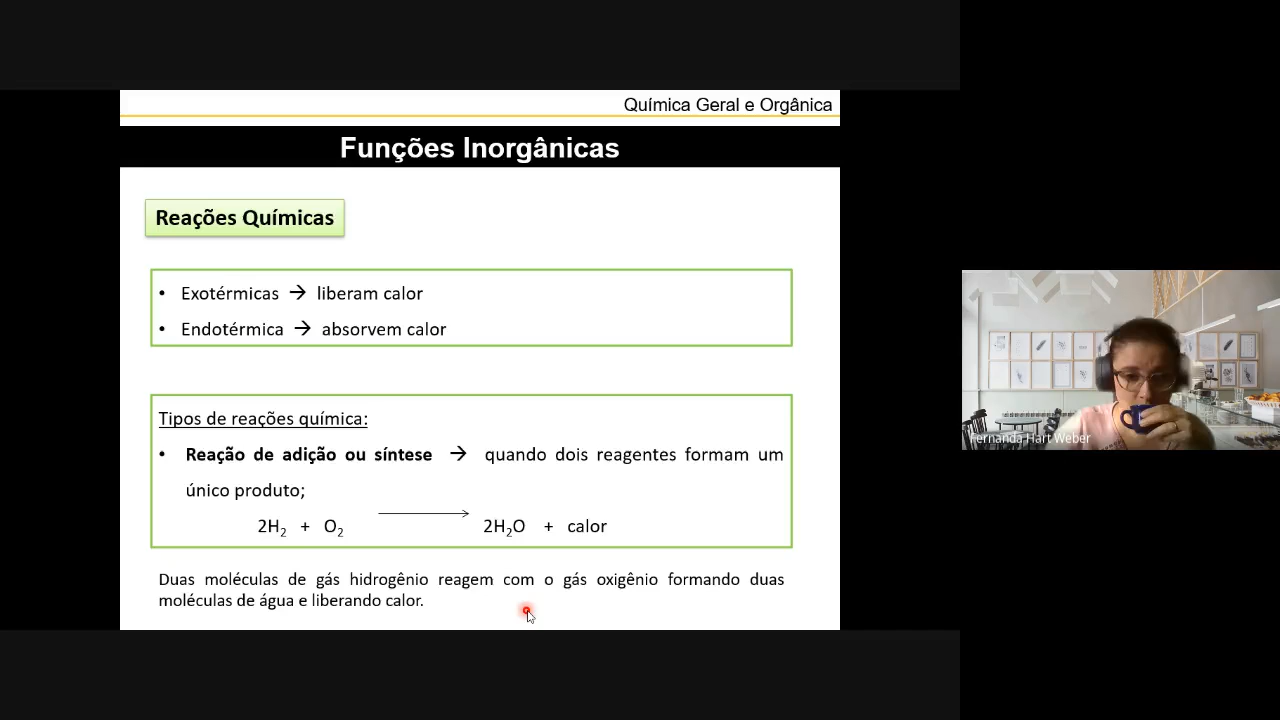 Química Geral e Orgânica
Funções Inorgânicas
Reações Químicas
• Exotérmicas → liberam calor
• Endotérmica → absorvem calor
Tipos de reações química:
• Reação de adição ou síntese → quando dois reagentes formam um
único produto;
2H₂ + O₂ → 2H₂O + calor
Duas moléculas de gás hidrogênio reagem com o gás oxigênio formando duas
moléculas de água e liberando calor.
Fernanda Hart Weber